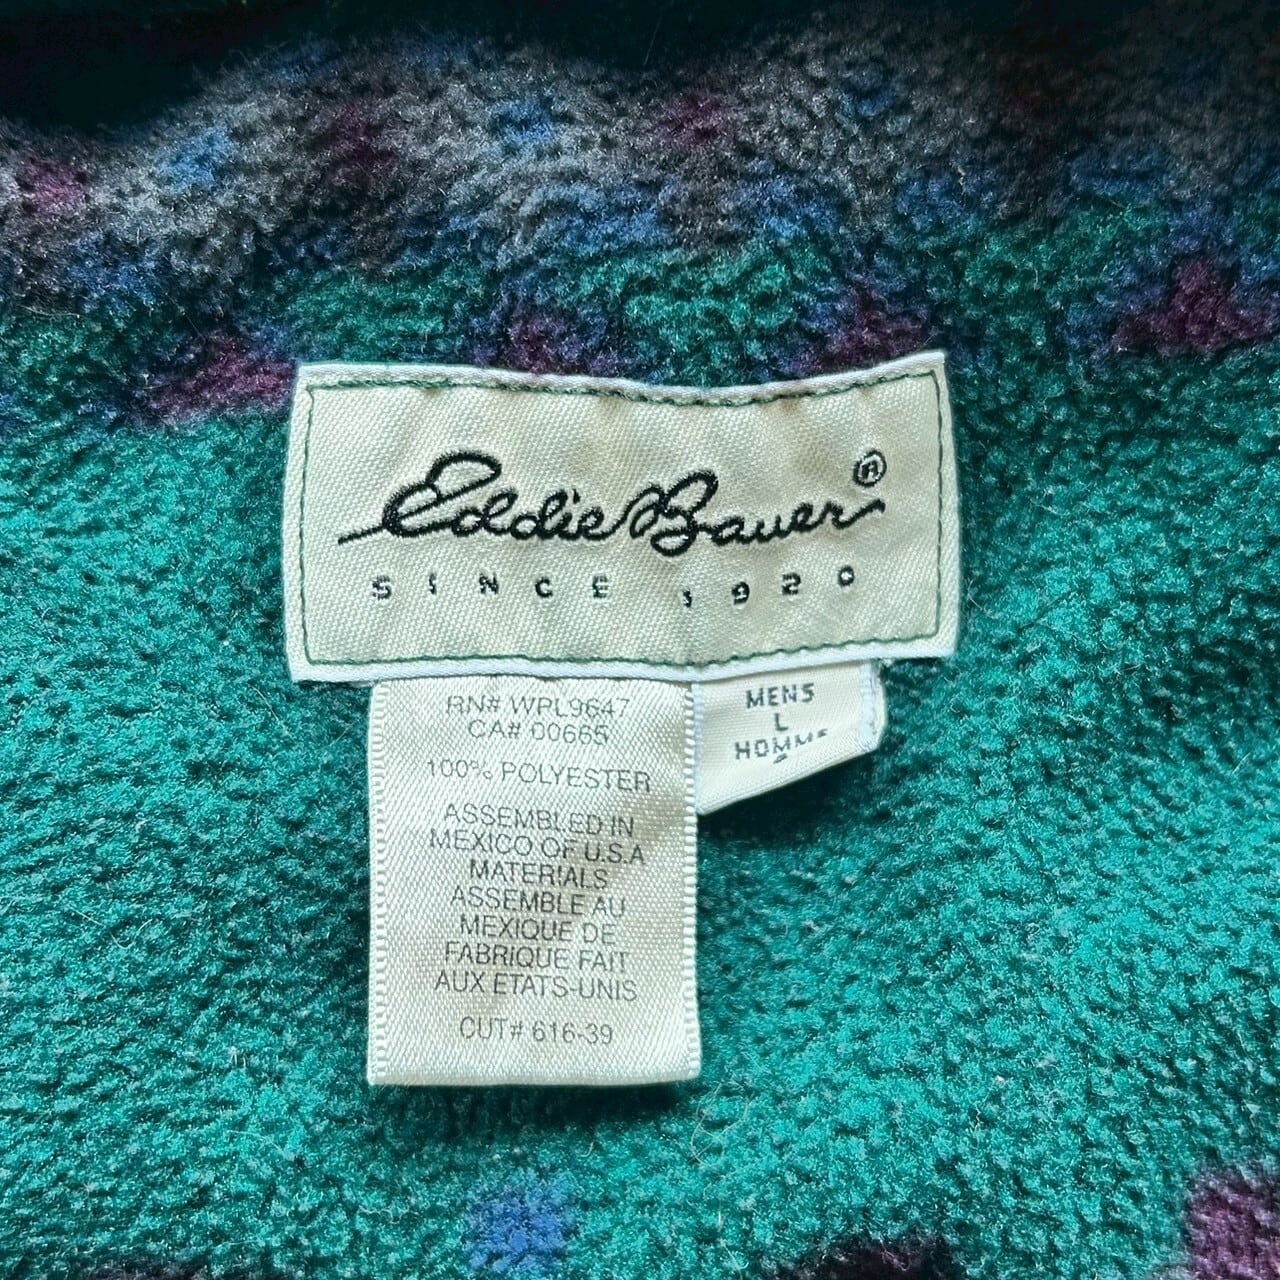 Eddie Bauer®
SINCE 1920
RN# WPL9647
CA# 00665
100% POLYESTER
ASSEMBLED IN
MEXICO OF U.S.A
MATERIALS
ASSEMBLE AU
MEXIQUE DE
FABRIQUE FAIT
AUX ETATS-UNIS
CUT# 616-39
MENS
L
HOMME